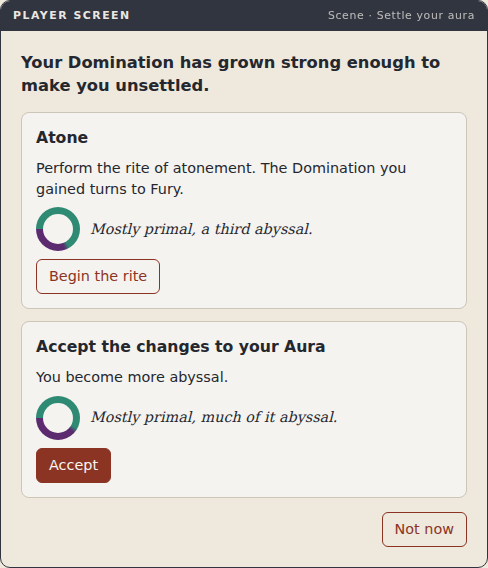 PLAYER SCREEN
Scene · Settle your aura
Your Domination has grown strong enough to
make you unsettled.
Atone
Perform the rite of atonement. The Domination you
gained turns to Fury.
Mostly primal, a third abyssal.
Begin the rite
Accept the changes to your Aura
You become more abyssal.
Mostly primal, much of it abyssal.
Accept
Not now